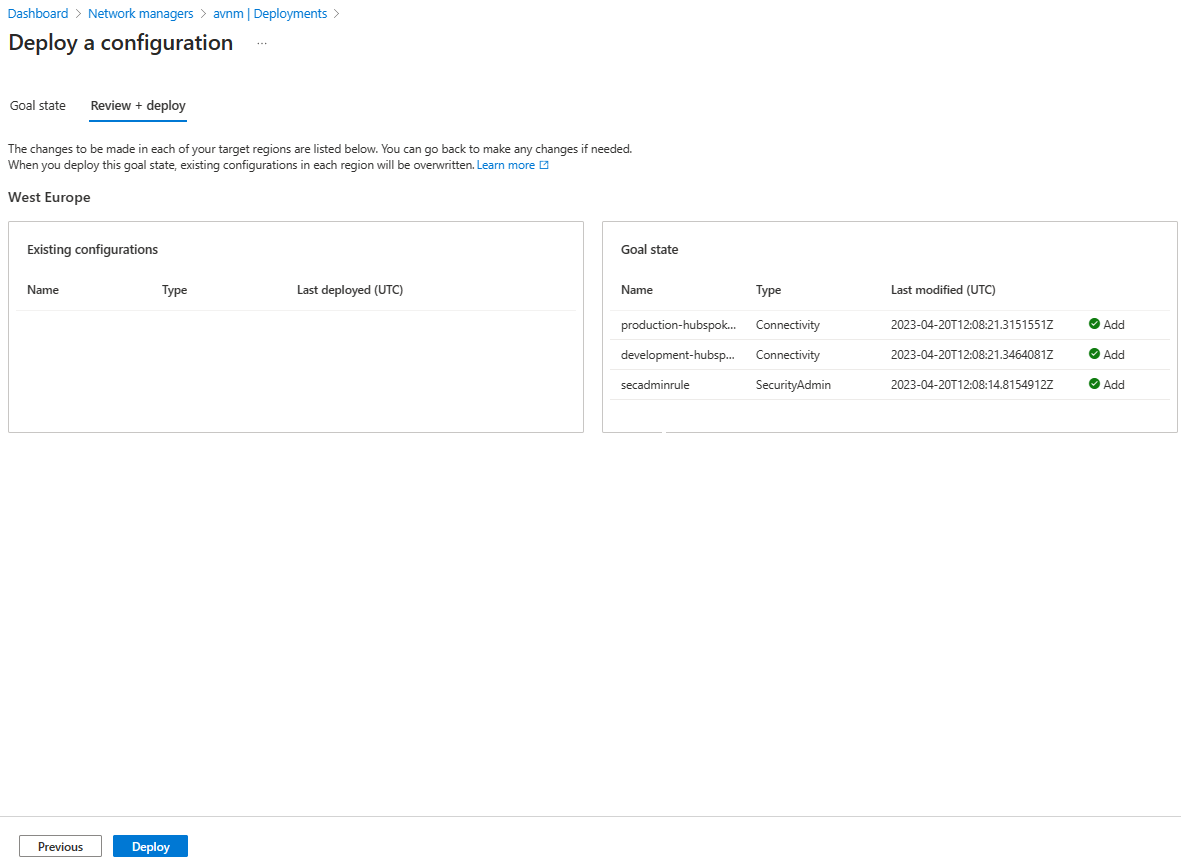 Dashboard > Network managers > avnm | Deployments >
Deploy a configuration ...
Goal state Review + deploy
The changes to be made in each of your target regions are listed below. You can go back to make any changes if needed.
When you deploy this goal state, existing configurations in each region will be overwritten. Learn more
West Europe
Existing configurations
Name Type Last deployed (UTC)
Goal state
Name Type Last modified (UTC)
production-hubspok... Connectivity 2023-04-20T12:08:21.3151551Z Add
development-hubsp... Connectivity 2023-04-20T12:08:21.3464081Z Add
secadminrule SecurityAdmin 2023-04-20T12:08:14.8154912Z Add
Previous Deploy